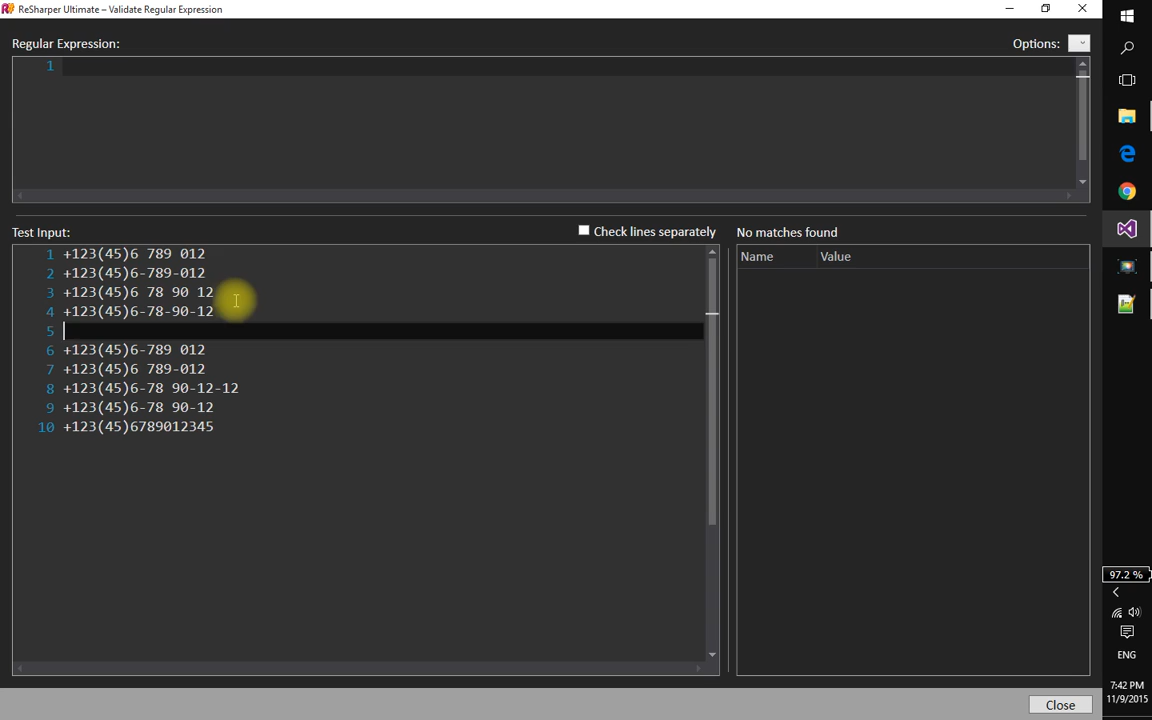 ReSharper Ultimate – Validate Regular Expression
Regular Expression:
Options:
1
Test Input:
Check lines separately
No matches found
Name
Value
1 +123(45)6 789 012
2 +123(45)6-789-012
3 +123(45)6 78 90 12
4 +123(45)6-78-90-12
5
6 +123(45)6-789 012
7 +123(45)6 789-012
8 +123(45)6-78 90-12-12
9 +123(45)6-78 90-12
10 +123(45)6789012345
Close
97.2 %
ENG
7:42 PM
11/9/2015